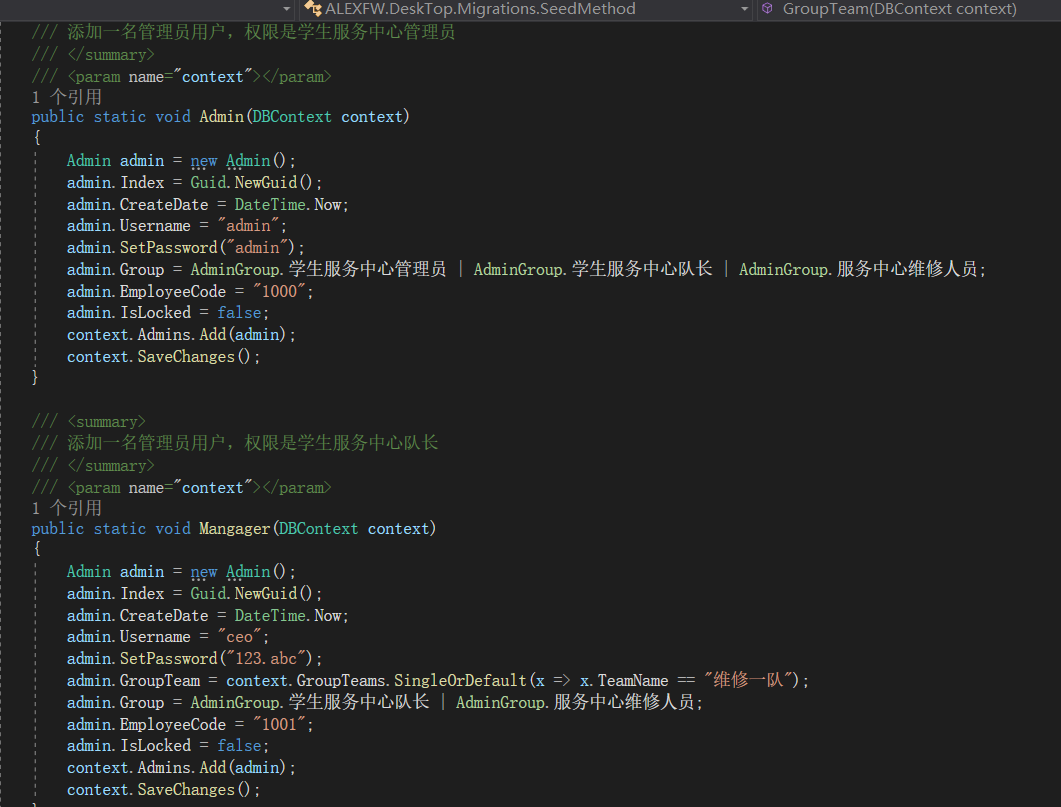 ALEXFW.DeskTop.Migrations.SeedMethod GroupTeam(DBContext context)
/// 添加一名管理员用户，权限是学生服务中心管理员
/// </summary>
/// <param name="context"></param>
1 个引用
public static void Admin(DBContext context)
{
Admin admin = new Admin();
admin.Index = Guid.NewGuid();
admin.CreateDate = DateTime.Now;
admin.Username = "admin";
admin.SetPassword("admin");
admin.Group = AdminGroup.学生服务中心管理员 | AdminGroup.学生服务中心队长 | AdminGroup.服务中心维修人员;
admin.EmployeeCode = "1000";
admin.IsLocked = false;
context.Admins.Add(admin);
context.SaveChanges();
}
/// <summary>
/// 添加一名管理员用户，权限是学生服务中心队长
/// </summary>
/// <param name="context"></param>
1 个引用
public static void Mangager(DBContext context)
{
Admin admin = new Admin();
admin.Index = Guid.NewGuid();
admin.CreateDate = DateTime.Now;
admin.Username = "ceo";
admin.SetPassword("123.abc");
admin.GroupTeam = context.GroupTeams.SingleOrDefault(x => x.TeamName == "维修一队");
admin.Group = AdminGroup.学生服务中心队长 | AdminGroup.服务中心维修人员;
admin.EmployeeCode = "1001";
admin.IsLocked = false;
context.Admins.Add(admin);
context.SaveChanges();